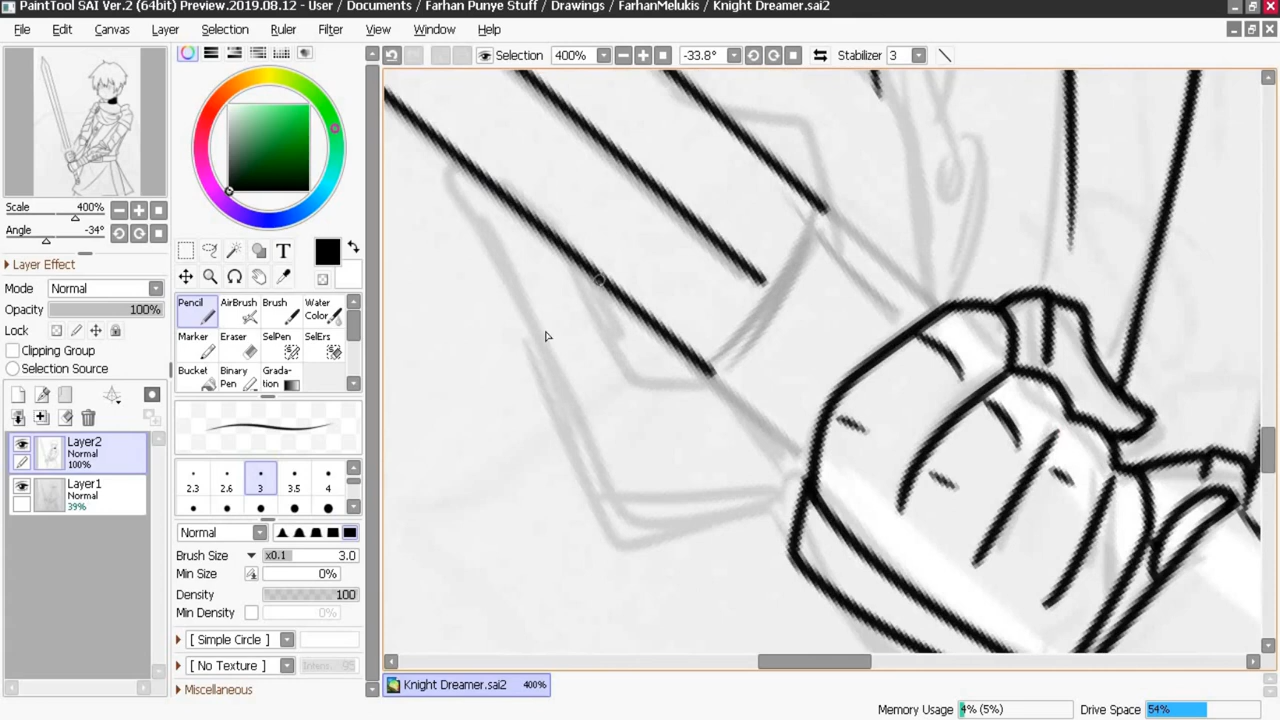 PaintTool SAI Ver.2 (64bit) Preview.2019.08.12 - User / Documents / Farhan Punye Stuff / Drawings / FarhanMelukis / Knight Dreamer.sai2
File Edit Canvas Layer Selection Ruler Filter View Window Help
Selection 400% -33.8° Stabilizer 3
Scale 400%
Angle -34°
Layer Effect
Mode Normal
Opacity 100%
Lock
Clipping Group
Selection Source
Layer2
Normal
100%
Layer1
Normal
39%
T
Pencil AirBrush Brush Water Color
Marker Eraser SelPen SelErs
Bucket Binary Pen Grada-tion
2.3 2.6 3 3.5 4
Normal
Brush Size x0.1 3.0
Min Size 0%
Density 100
Min Density 0%
[ Simple Circle ]
[ No Texture ] Intens. 95
Miscellaneous
Knight Dreamer.sai2 400%
Memory Usage 4% (5%) Drive Space 54%